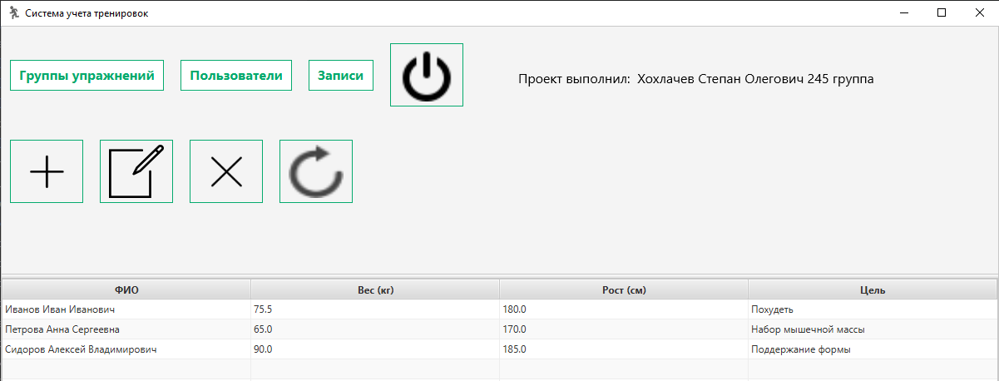 Система учета тренировок
Группы упражнений Пользователи Записи Проект выполнил: Хохлачев Степан Олегович 245 группа
ФИО Вес (кг) Рост (см) Цель
Иванов Иван Иванович 75.5 180.0 Похудеть
Петрова Анна Сергеевна 65.0 170.0 Набор мышечной массы
Сидоров Алексей Владимирович 90.0 185.0 Поддержание формы